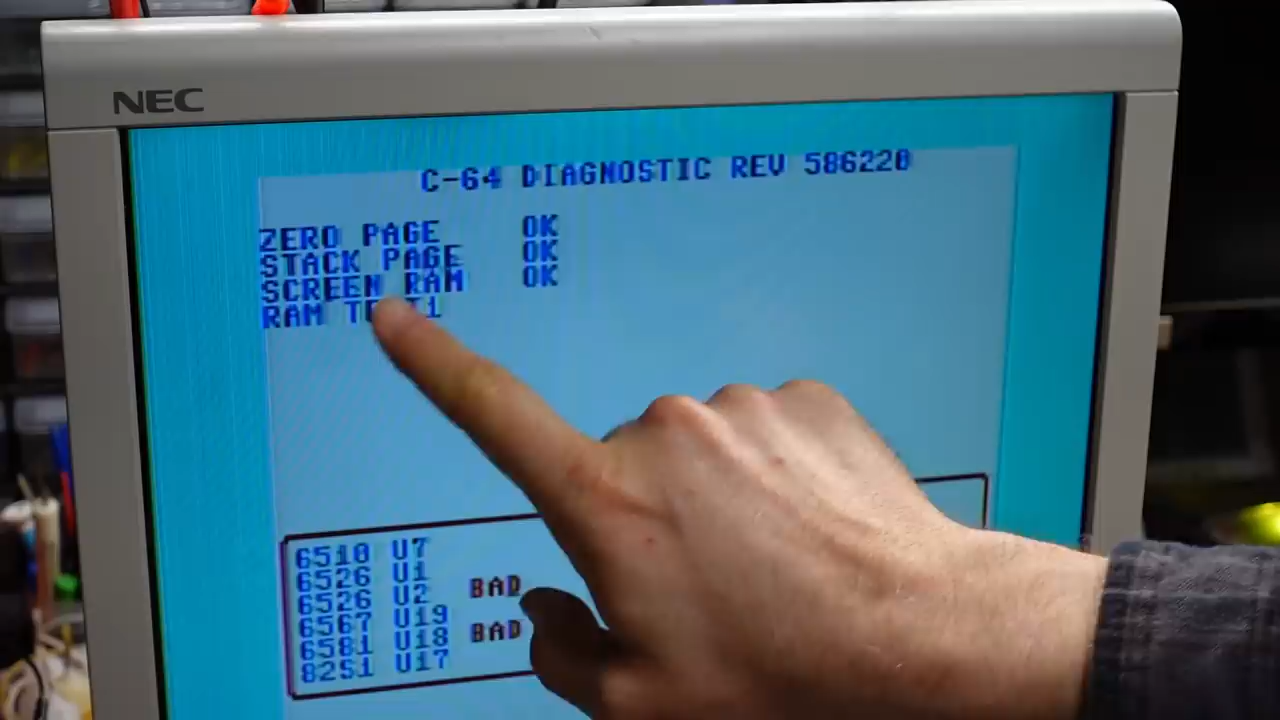 NEC
C-64 DIAGNOSTIC REV 586220
ZERO PAGE OK
STACK PAGE OK
SCREEN RAM OK
RAM
6510 U7
6526 U1
6526 U2 BAD
6567 U19
6581 U18 BAD
8251 U17